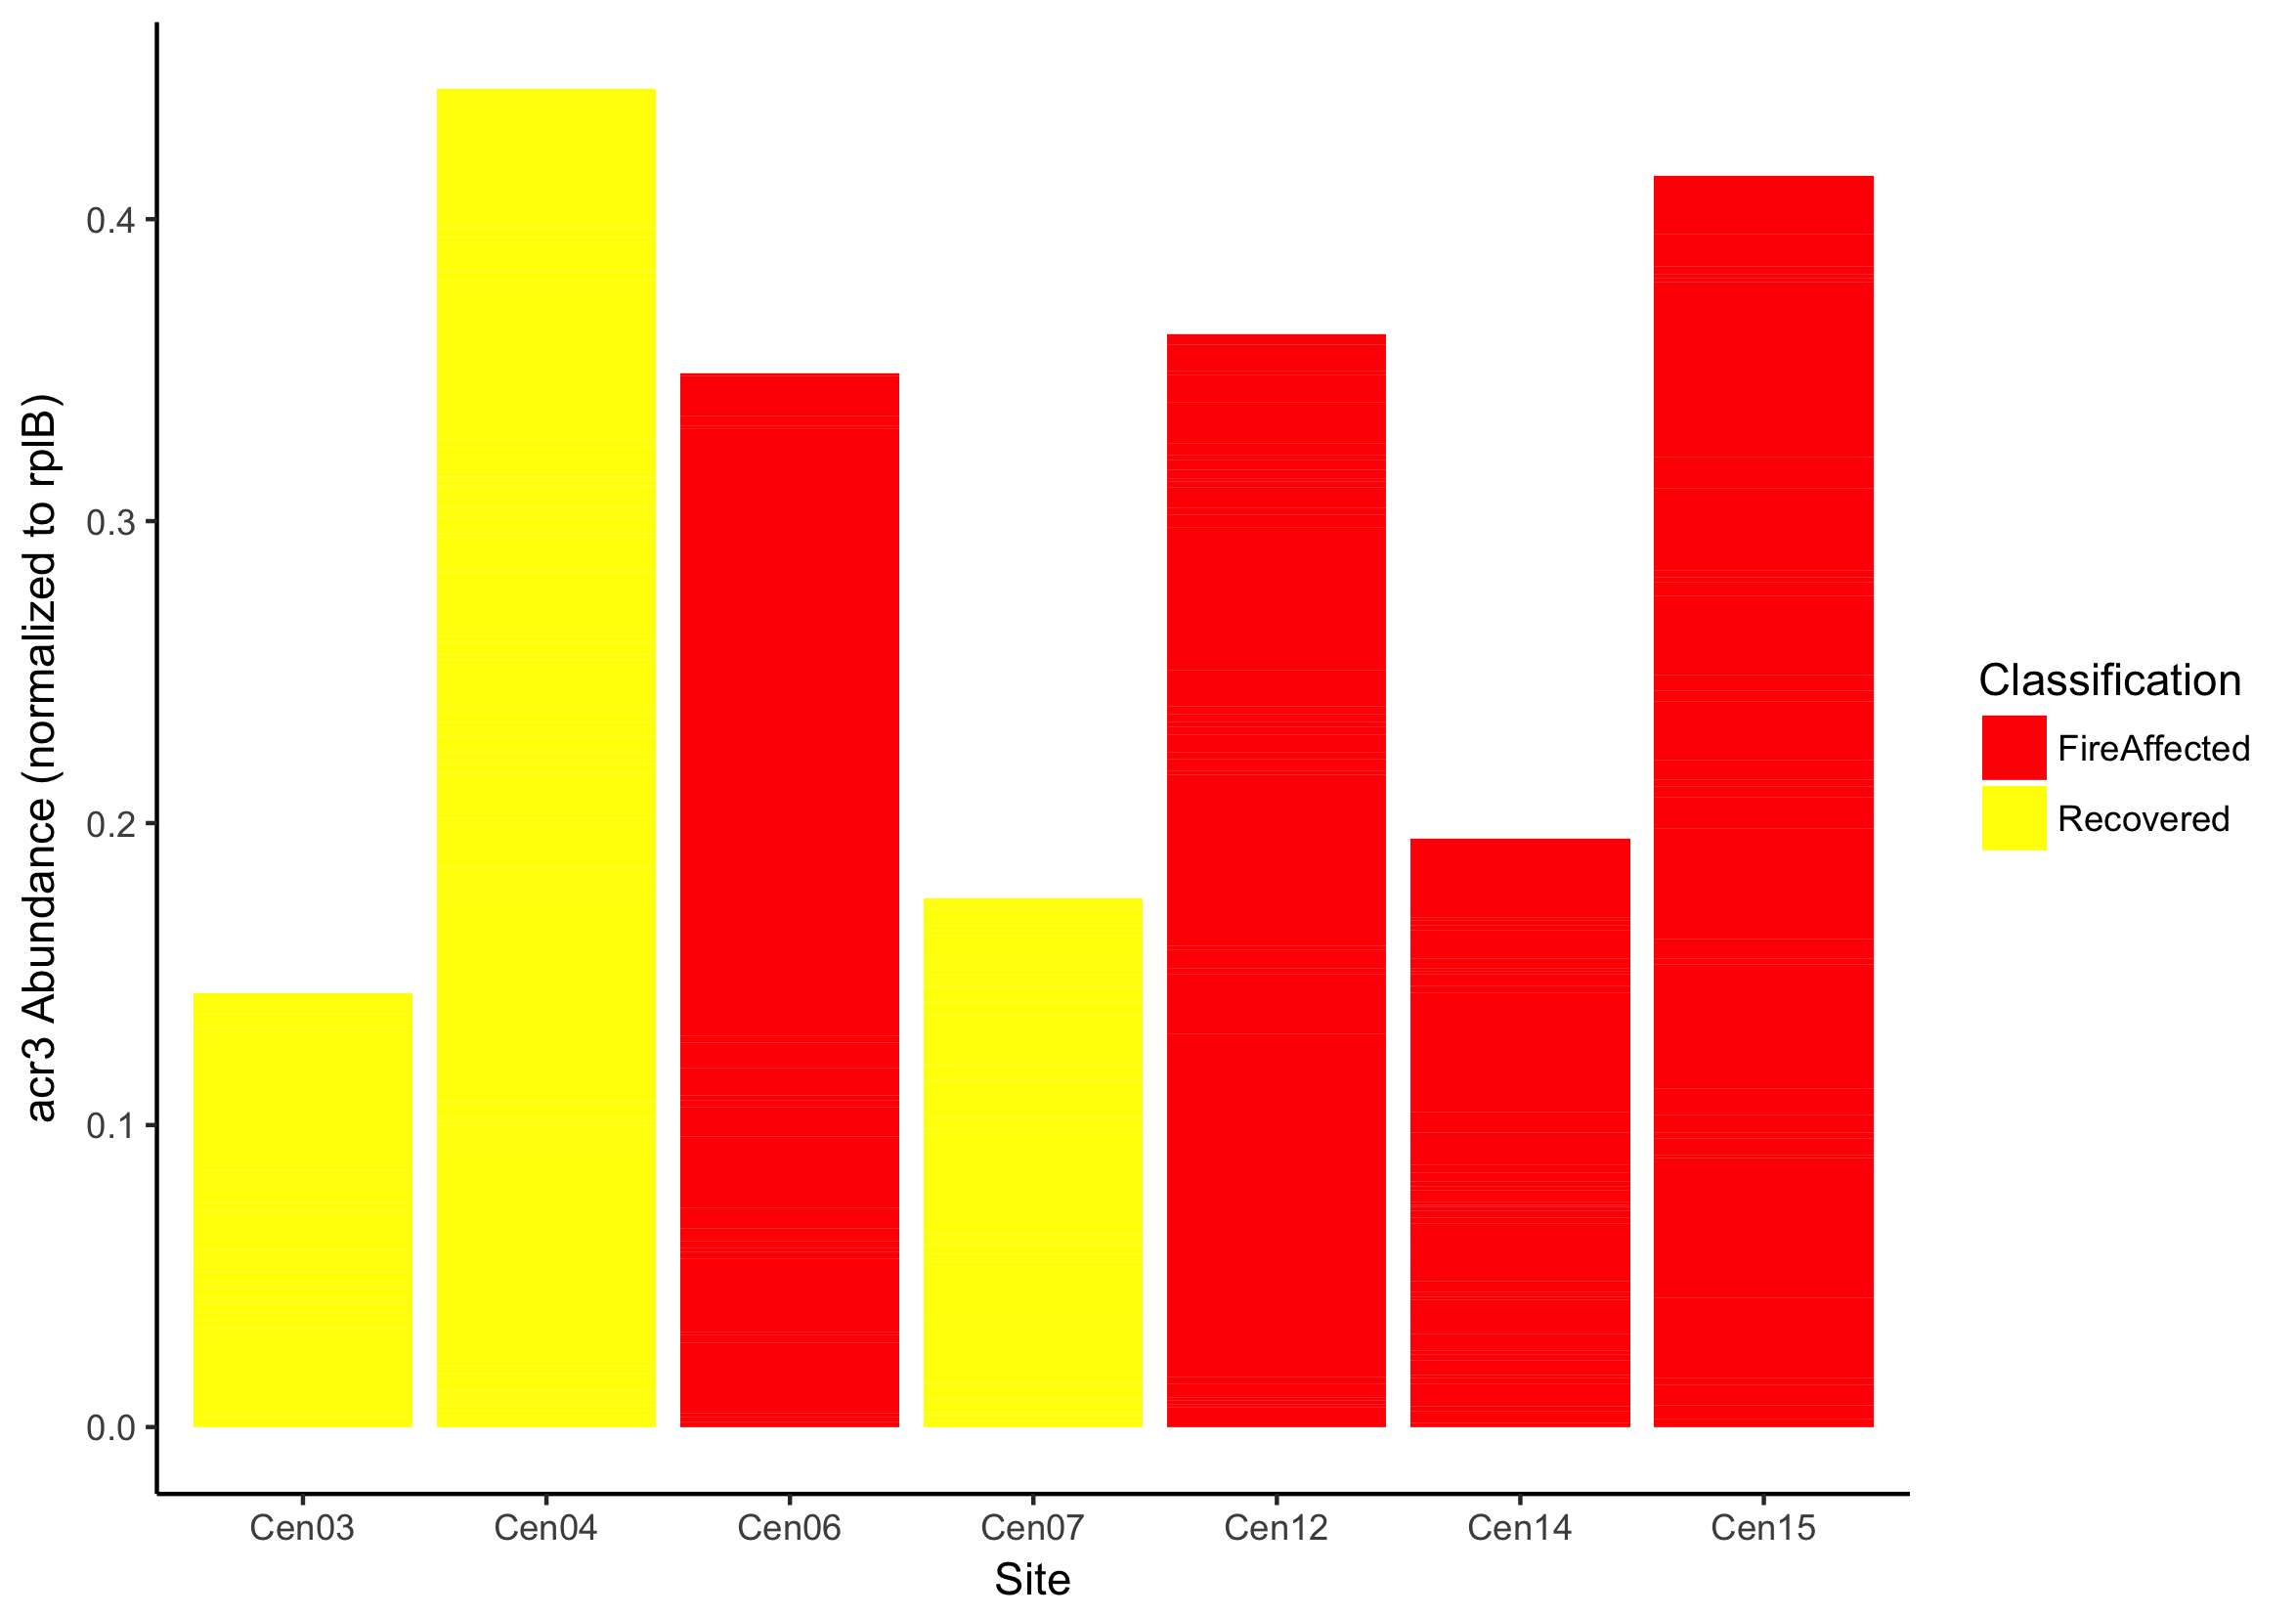 acr3 Abundance (normalized to rplB)
0.4
0.3
0.2
0.1
0.0
Cen03 Cen04 Cen06 Cen07 Cen12 Cen14 Cen15
Site
Classification
FireAffected
Recovered